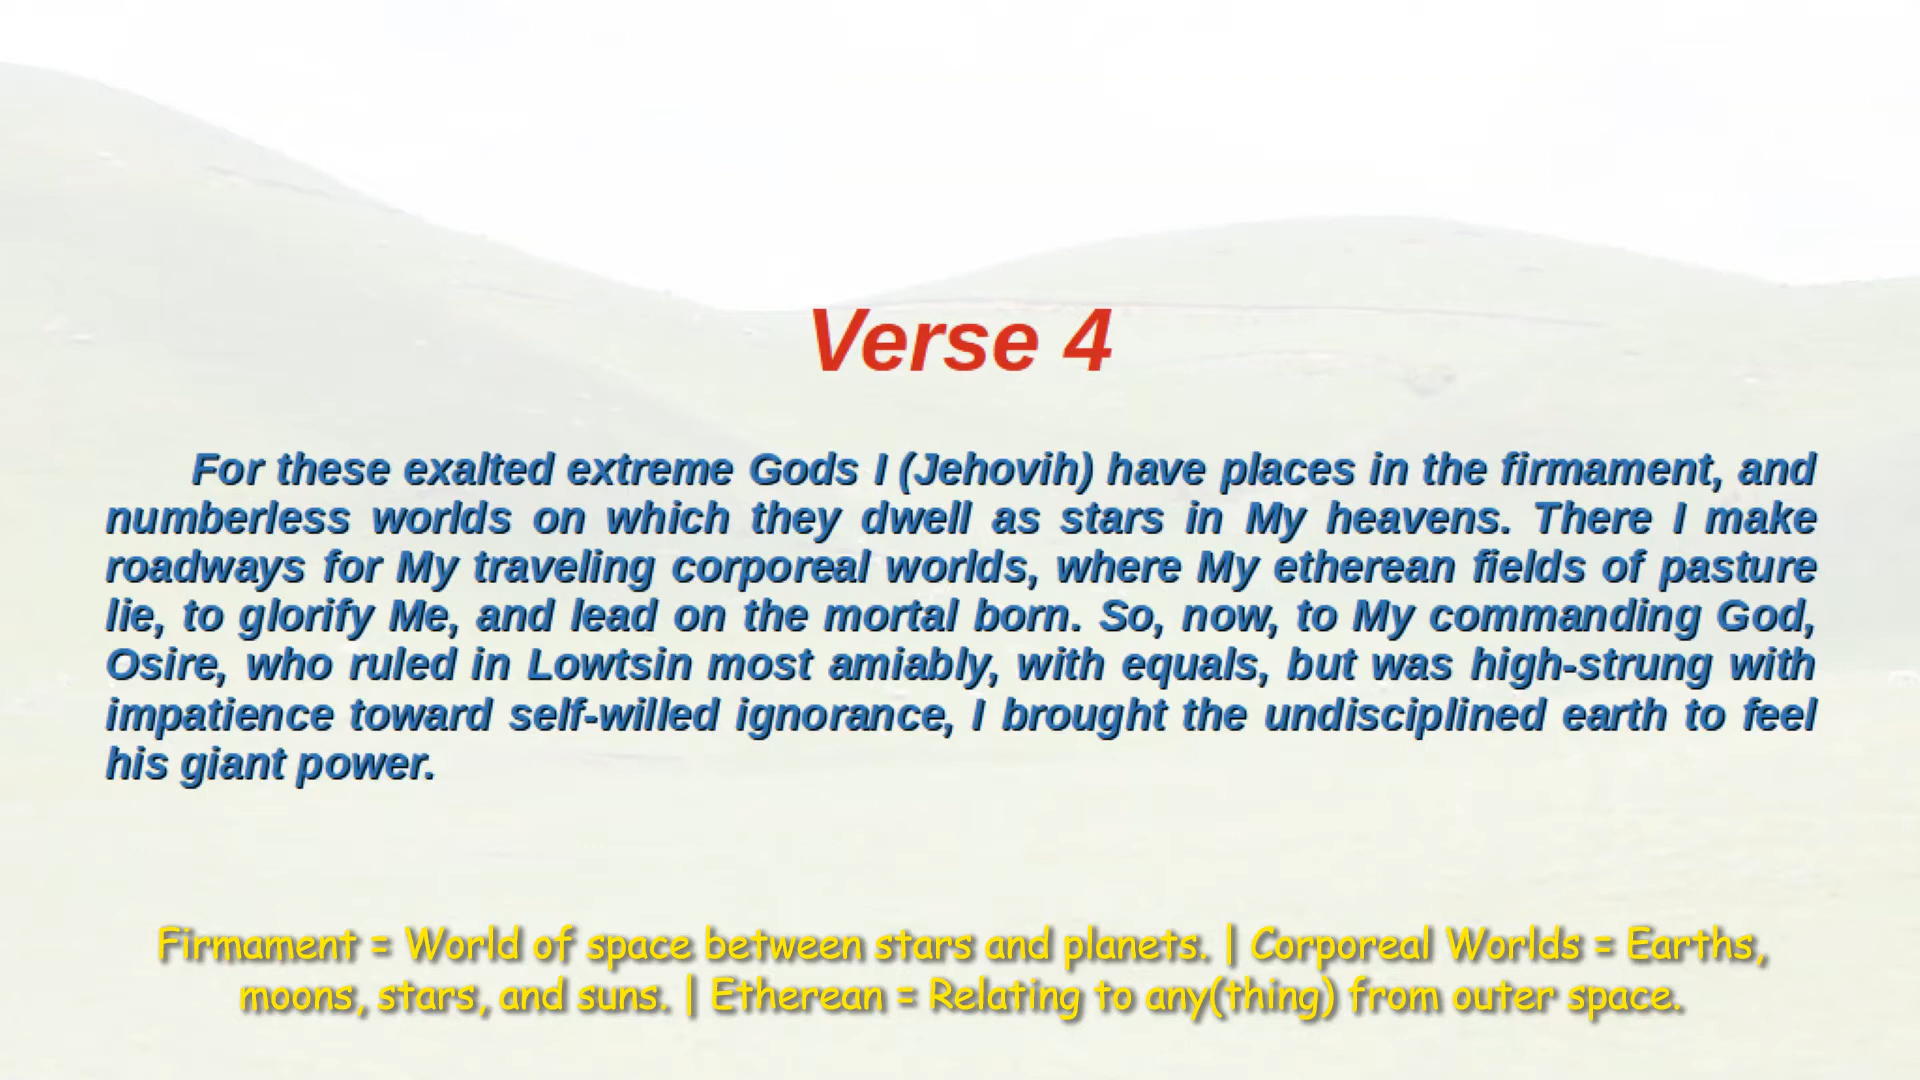 Verse 4
For these exalted extreme Gods I (Jehovih) have places in the firmament, and
numberless worlds on which they dwell as stars in My heavens. There I make
roadways for My traveling corporeal worlds, where My etherean fields of pasture
lie, to glorify Me, and lead on the mortal born. So, now, to My commanding God,
Osire, who ruled in Lowtsin most amiably, with equals, but was high-strung with
impatience toward self-willed ignorance, I brought the undisciplined earth to feel
his giant power.
Firmament = World of space between stars and planets. | Corporeal Worlds = Earths,
moons, stars, and suns. | Etherean = Relating to any(thing) from outer space.